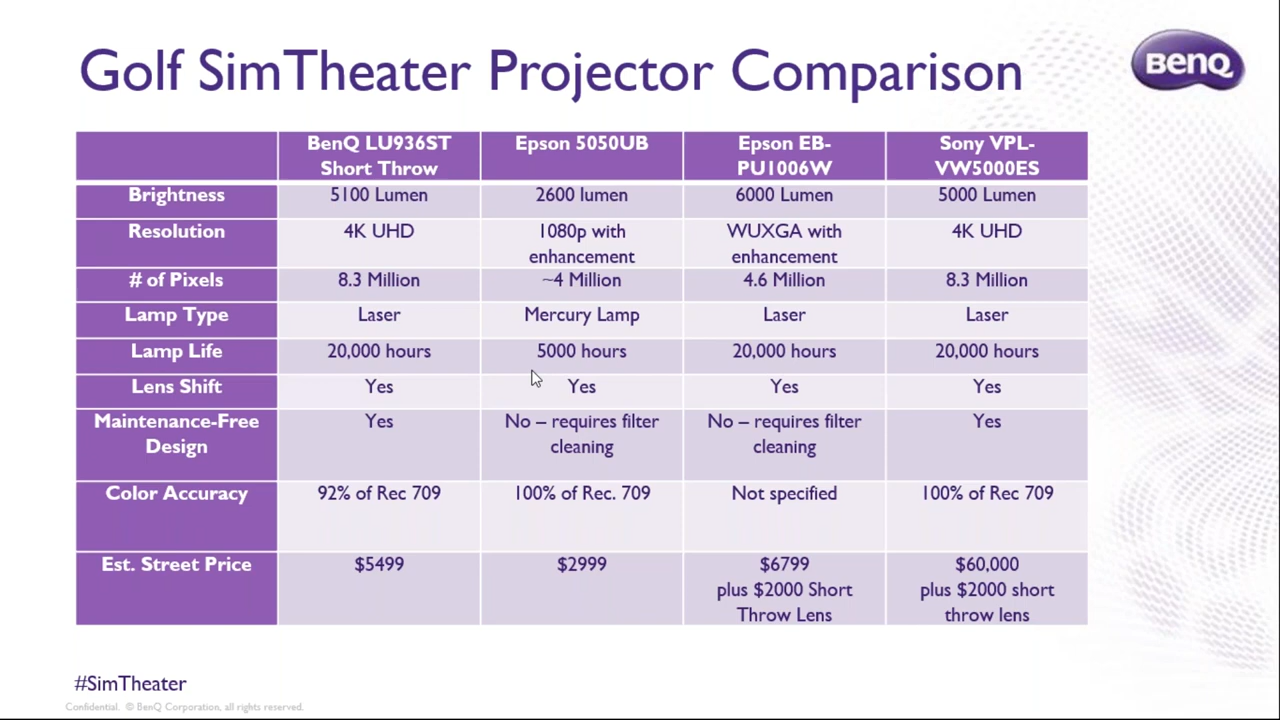 Golf SimTheater Projector Comparison
BenQ
BenQ LU936ST
Short Throw
Epson 5050UB
Epson EB-
PU1006W
Sony VPL-
VW5000ES
Brightness
5100 Lumen
2600 lumen
6000 Lumen
5000 Lumen
Resolution
4K UHD
1080p with
enhancement
WUXGA with
enhancement
4K UHD
# of Pixels
8.3 Million
~4 Million
4.6 Million
8.3 Million
Lamp Type
Laser
Mercury Lamp
Laser
Laser
Lamp Life
20,000 hours
5000 hours
20,000 hours
20,000 hours
Lens Shift
Yes
Yes
Yes
Yes
Maintenance-Free
Design
Yes
No – requires filter
cleaning
No – requires filter
cleaning
Yes
Color Accuracy
92% of Rec 709
100% of Rec. 709
Not specified
100% of Rec 709
Est. Street Price
$5499
$2999
$6799
plus $2000 Short
Throw Lens
$60,000
plus $2000 short
throw lens
#SimTheater
Confidential. © BenQ Corporation, all rights reserved.